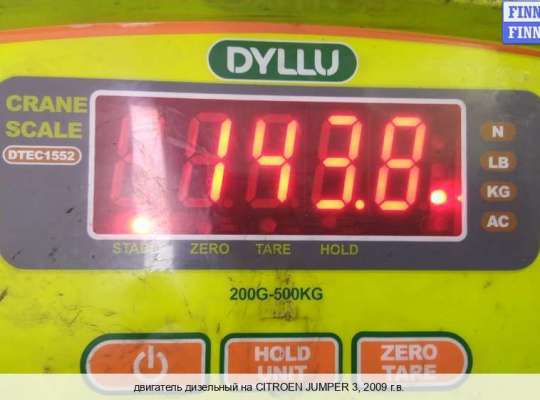 FINN
FINN
DYLLU
CRANE
SCALE
DTEC1552
143.8
N
LB
KG
AC
ZERO TARE HOLD
200G-500KG
HOLD
UNIT
ZERO
TARE
двигатель дизельный на CITROEN JUMPER 3, 2009 г.в.